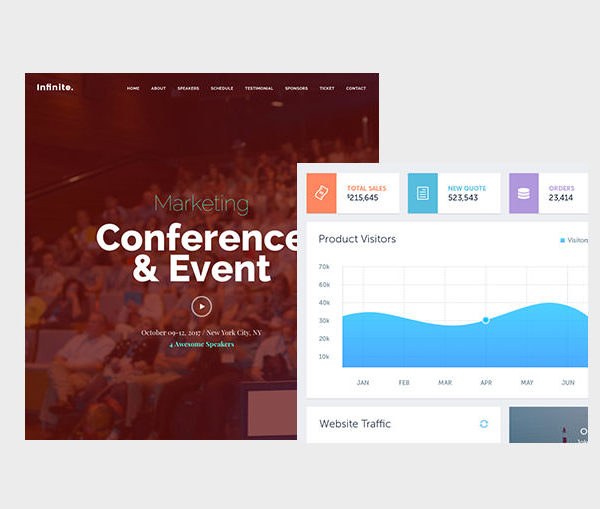 Infinite.
HOME ABOUT SPEAKERS SCHEDULE TESTIMONIAL SPONSORS TICKET CONTACT
Marketing
Conference
& Event
October 09-12, 2017 / New York City, NY
4 Awesome Speakers
TOTAL SALES
$215,645
NEW QUOTE
523,543
ORDERS
23,414
Product Visitors
Visitors
70k
60k
40k
30k
20k
10k
JAN FEB MAR APR MAY JUN
Website Traffic